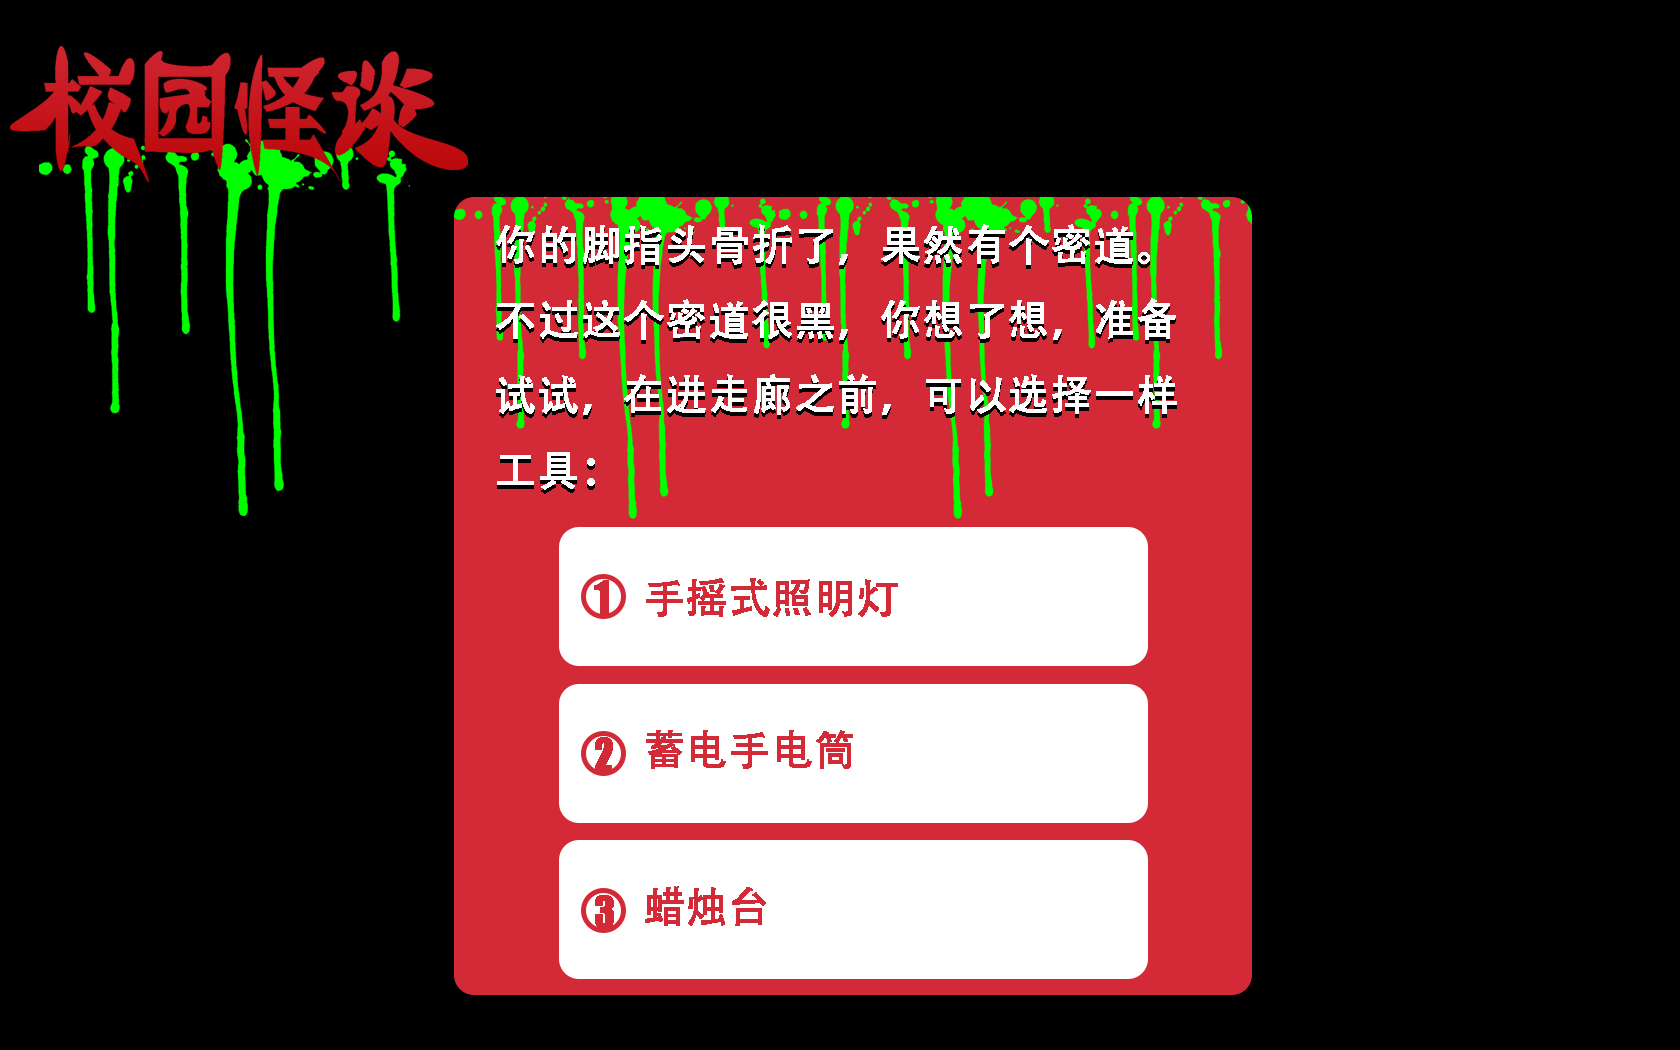 校园怪谈
你的脚指头骨折了，果然有个密道。
不过这个密道很黑，你想了想，准备
试试，在进走廊之前，可以选择一样
工具：
① 手摇式照明灯
② 蓄电手电筒
③ 蜡烛台